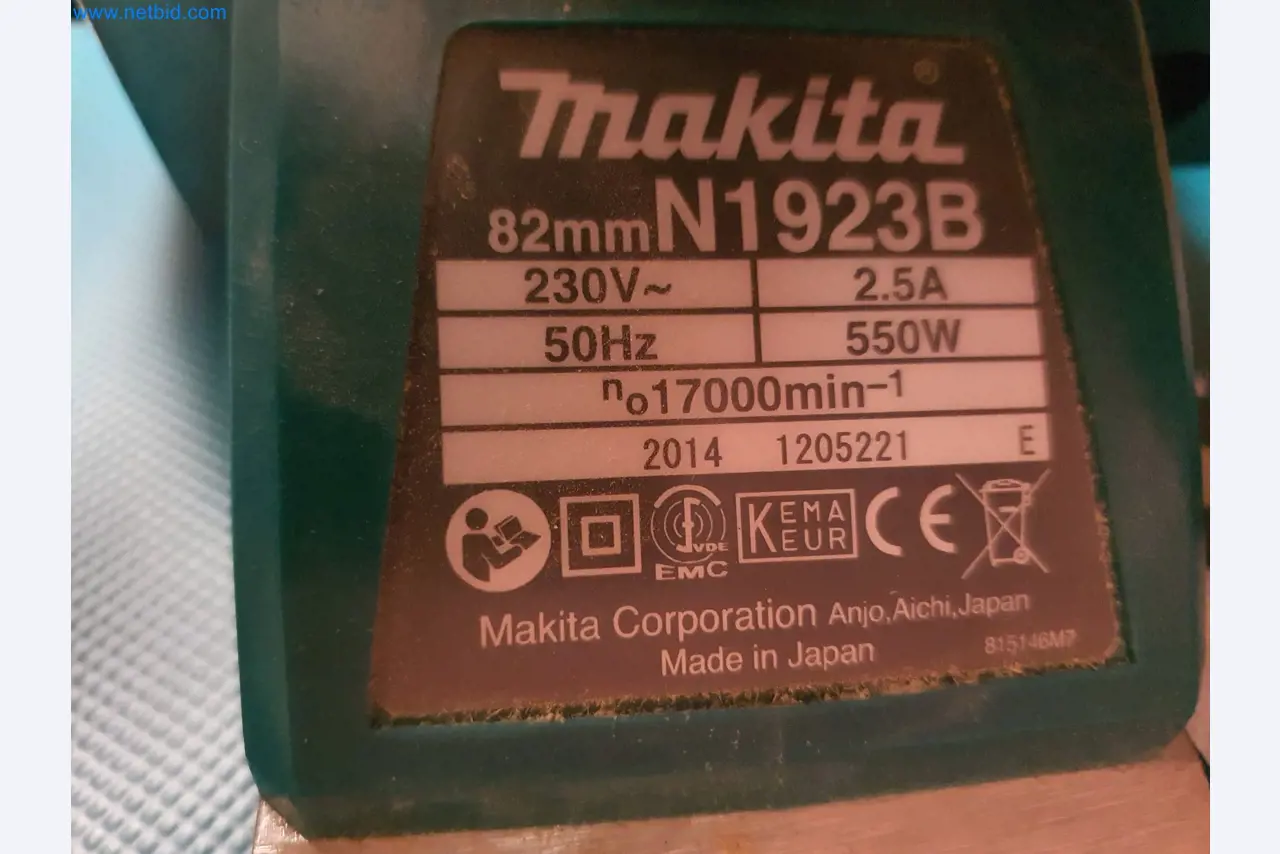 www.netbid.com
makita®
82mm N1923B
230V~ 2.5A
50Hz 550W
no17000min-1
2014 1205221 E
VDE
EMC
KEMA
EUR
CE
Makita Corporation Anjo,Aichi,Japan
Made in Japan
815146M7